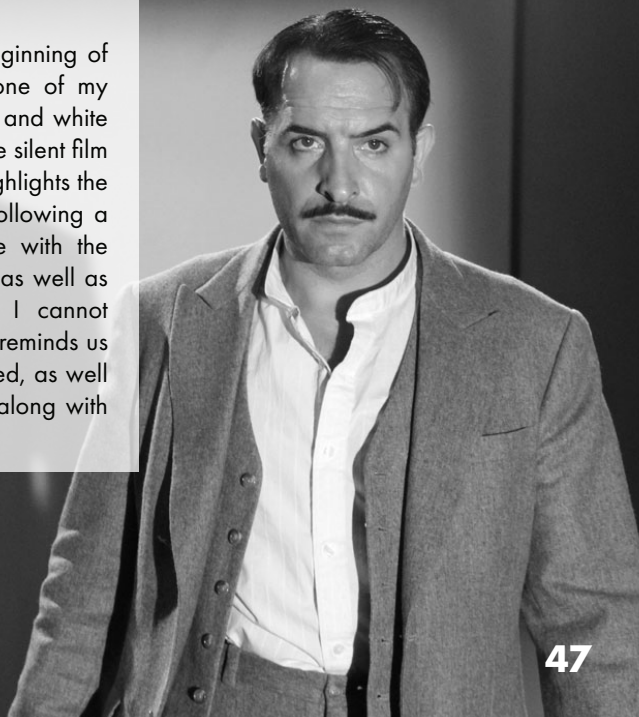 ginning of
one of my
and white
e silent film
ghlights the
ollowing a
e with the
as well as
I cannot
reminds us
ed, as well
along with
47